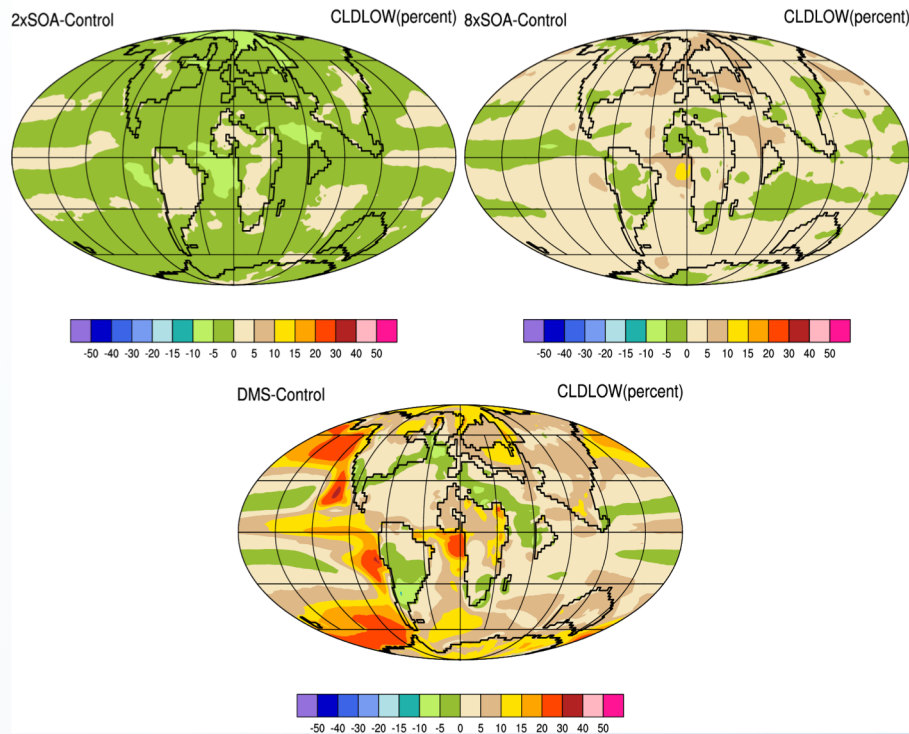 2xSOA-Control CLDLOW(percent)
8xSOA-Control CLDLOW(percent)
-50 -40 -30 -20 -15 -10 -5 0 5 10 15 20 30 40 50
-50 -40 -30 -20 -15 -10 -5 0 5 10 15 20 30 40 50
DMS-Control CLDLOW(percent)
-50 -40 -30 -20 -15 -10 -5 0 5 10 15 20 30 40 50